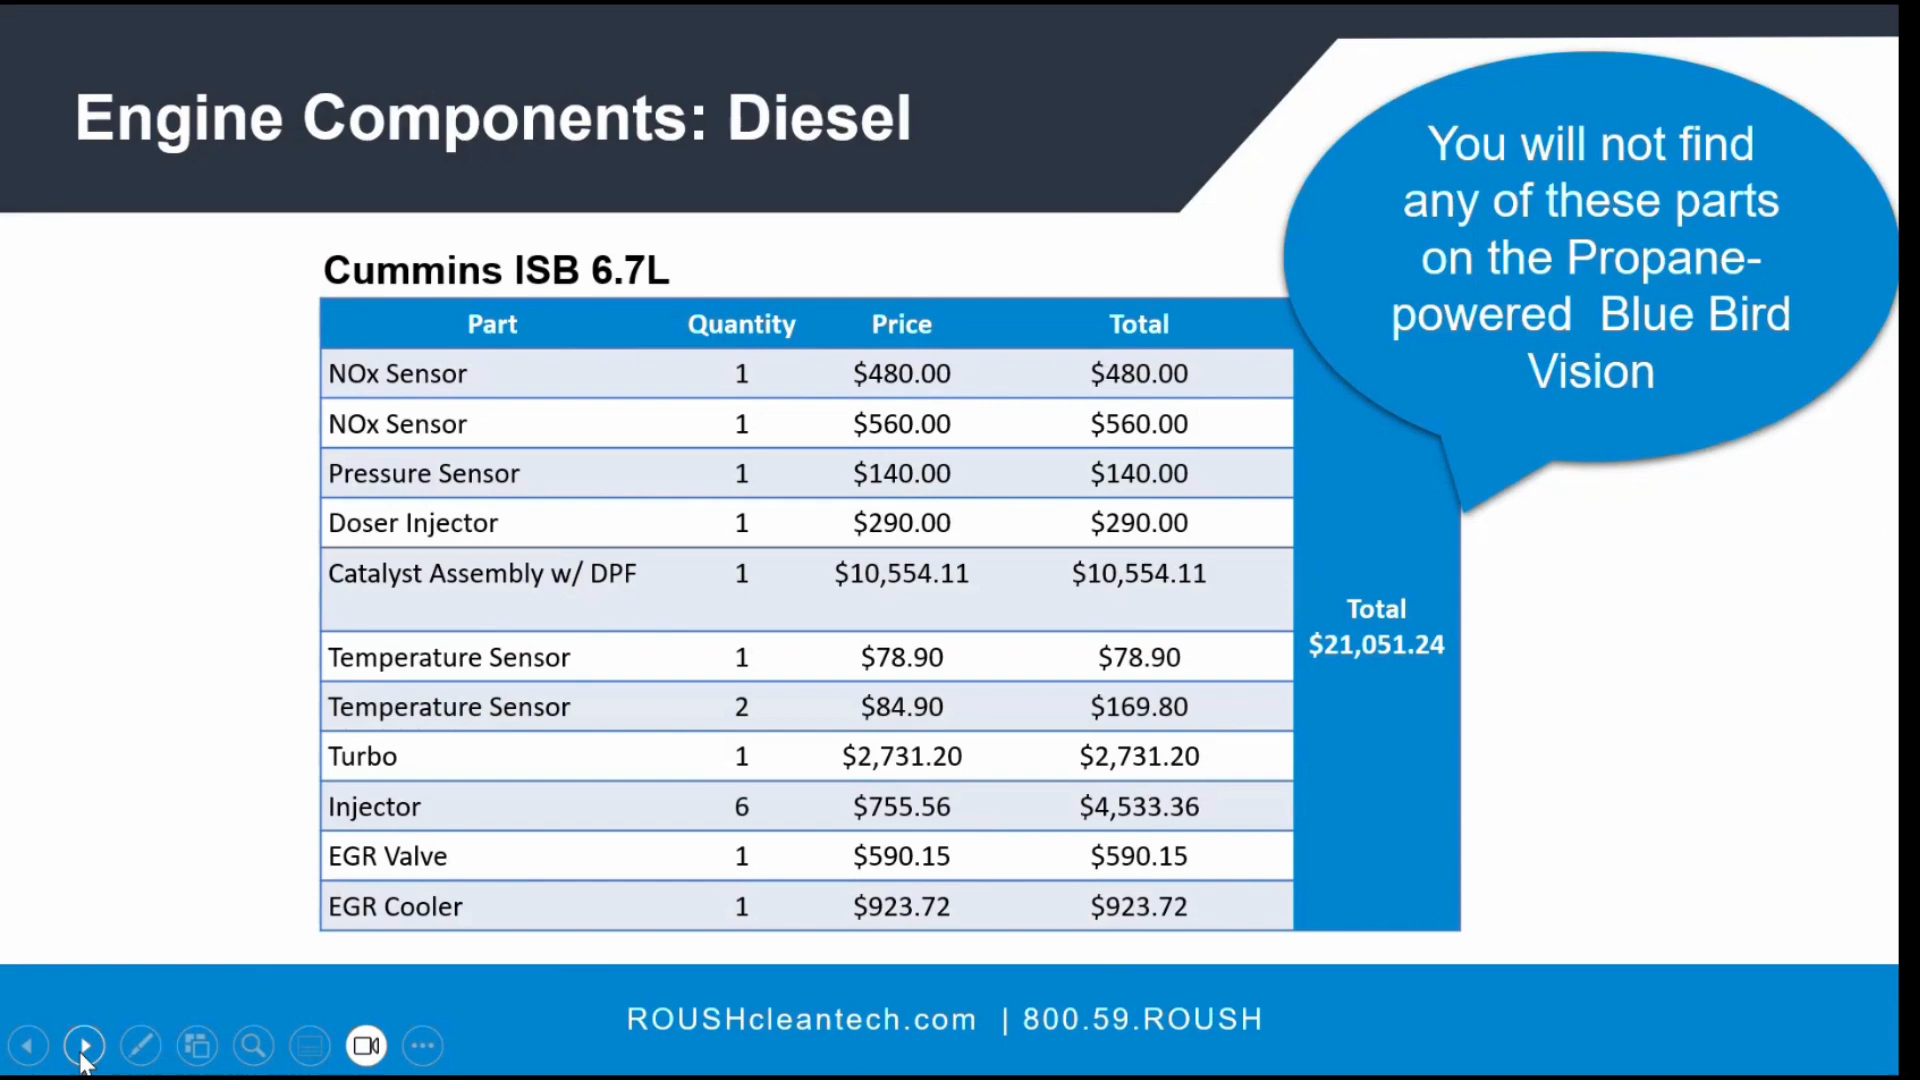 Engine Components: Diesel
You will not find
any of these parts
on the Propane-
powered Blue Bird
Vision
Cummins ISB 6.7L
Part Quantity Price Total
NOx Sensor 1 $480.00 $480.00
NOx Sensor 1 $560.00 $560.00
Pressure Sensor 1 $140.00 $140.00
Doser Injector 1 $290.00 $290.00
Catalyst Assembly w/ DPF 1 $10,554.11 $10,554.11
Temperature Sensor 1 $78.90 $78.90
Temperature Sensor 2 $84.90 $169.80
Turbo 1 $2,731.20 $2,731.20
Injector 6 $755.56 $4,533.36
EGR Valve 1 $590.15 $590.15
EGR Cooler 1 $923.72 $923.72
Total
$21,051.24
ROUSHcleantech.com | 800.59.ROUSH